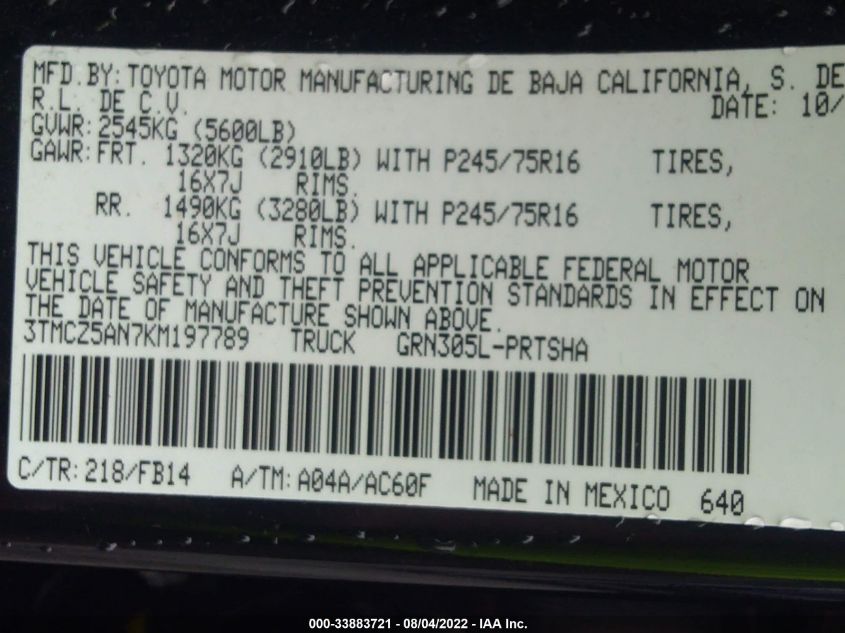 MFD.BY: TOYOTA MOTOR MANUFACTURING DE BAJA CALIFORNIA, S. DE
R.L. DE C.V. DATE: 10/
GVWR: 2545KG (5600LB)
GAWR: FRT. 1320KG (2910LB) WITH P245/75R16 TIRES,
16X7J RIMS.
RR. 1490KG (3280LB) WITH P245/75R16 TIRES,
16X7J RIMS.
THIS VEHICLE CONFORMS TO ALL APPLICABLE FEDERAL MOTOR
VEHICLE SAFETY AND THEFT PREVENTION STANDARDS IN EFFECT ON
THE DATE OF MANUFACTURE SHOWN ABOVE.
3TMCZ5AN7KM197789 TRUCK GRN305L-PRTSHA
C/TR: 218/FB14 A/TM: A04A/AC60F MADE IN MEXICO 640
000-33883721 - 08/04/2022 - IAA Inc.